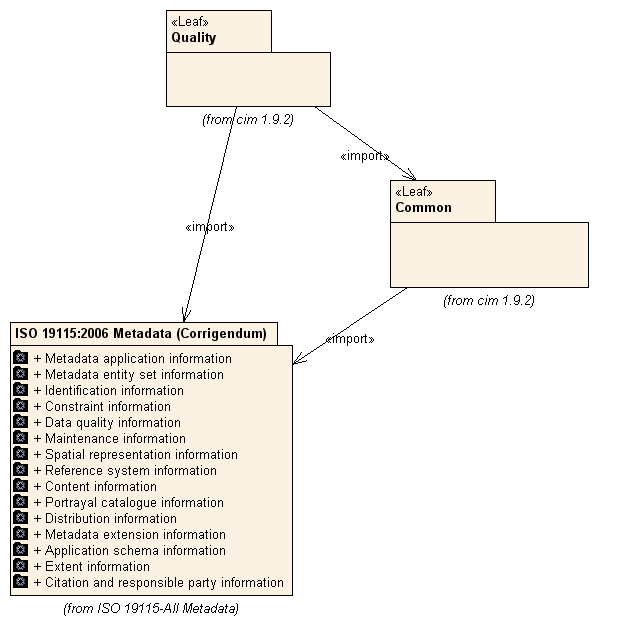 «Leaf»
Quality
(from cim 1.9.2)
«import»
«Leaf»
Common
(from cim 1.9.2)
«import»
«import»
ISO 19115:2006 Metadata (Corrigendum)
+ Metadata application information
+ Metadata entity set information
+ Identification information
+ Constraint information
+ Data quality information
+ Maintenance information
+ Spatial representation information
+ Reference system information
+ Content information
+ Portrayal catalogue information
+ Distribution information
+ Metadata extension information
+ Application schema information
+ Extent information
+ Citation and responsible party information
(from ISO 19115-All Metadata)